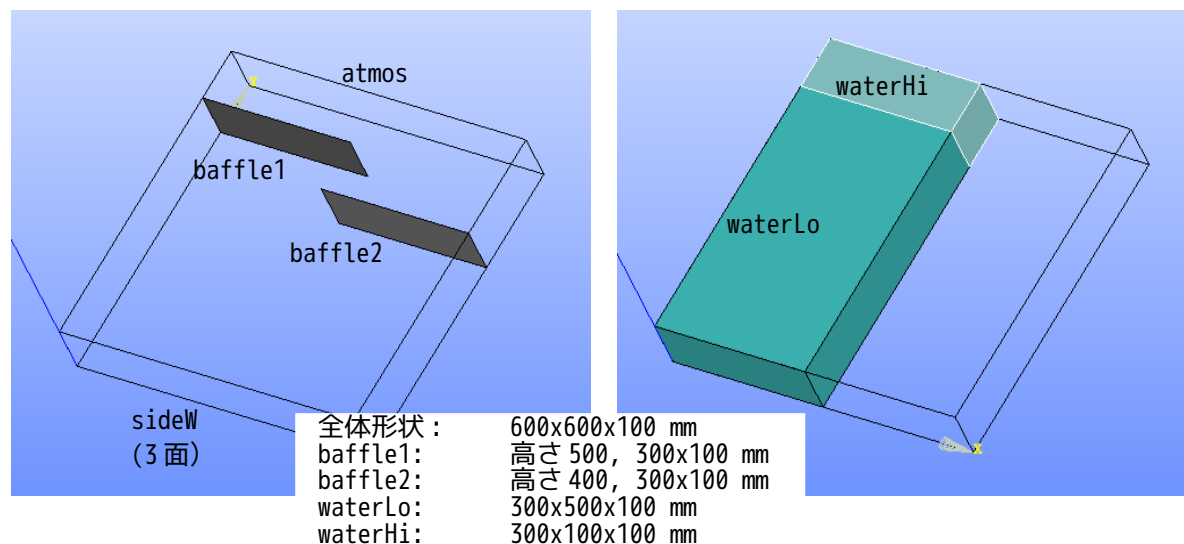 atmos
Y
baffle1
baffle2
sideW
(3面)
waterHi
waterLo
X
全体形状: 600x600x100 mm
baffle1: 高さ500, 300x100 mm
baffle2: 高さ400, 300x100 mm
waterLo: 300x500x100 mm
waterHi: 300x100x100 mm